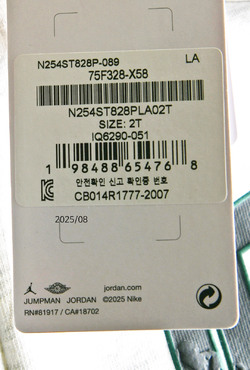 N254ST828P-089 LA
75F328-X58
N254ST828PLA02T
SIZE: 2T
IQ6290-051
1 98488 65476 8
안전확인 신고 확인증 번호
CB014R1777-2007
2025/08
jordan.com
JUMPMAN JORDAN ©2025 Nike
RN#81917 / CA#18702